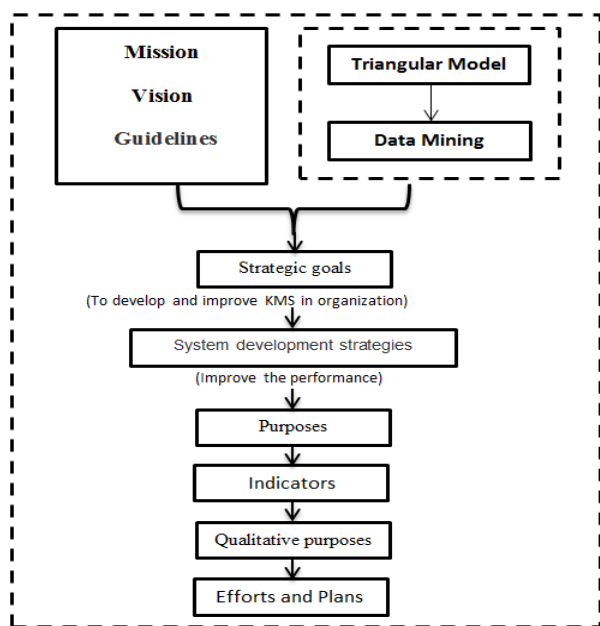 Mission
Vision
Guidelines
Triangular Model
Data Mining
Strategic goals
(To develop and improve KMS in organization)
System development strategies
(Improve the performance)
Purposes
Indicators
Qualitative purposes
Efforts and Plans